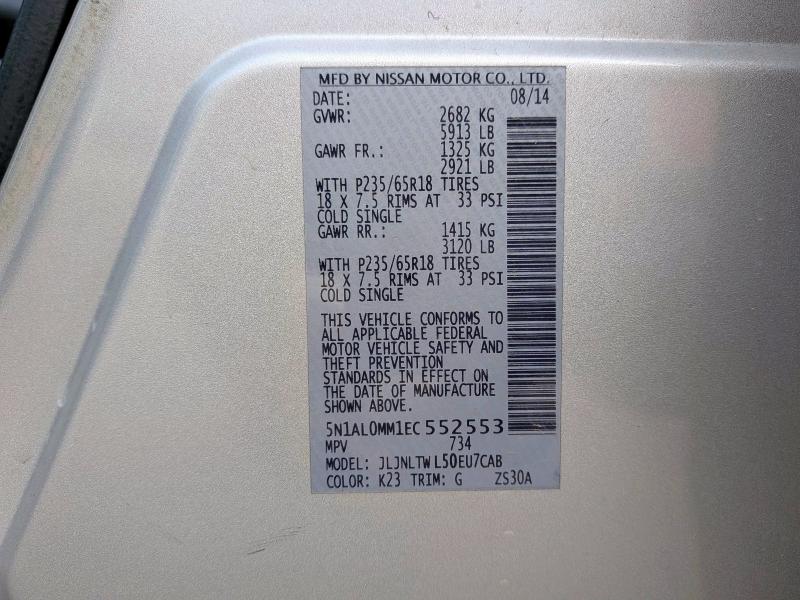 MFD BY NISSAN MOTOR CO., LTD.
DATE: 08/14
GVWR: 2682 KG
5913 LB
GAWR FR.: 1325 KG
2921 LB
WITH P235/65R18 TIRES
18 X 7.5 RIMS AT 33 PSI
COLD SINGLE
GAWR RR.: 1415 KG
3120 LB
WITH P235/65R18 TIRES
18 X 7.5 RIMS AT 33 PSI
COLD SINGLE
THIS VEHICLE CONFORMS TO
ALL APPLICABLE FEDERAL
MOTOR VEHICLE SAFETY AND
THEFT PREVENTION
STANDARDS IN EFFECT ON
THE DATE OF MANUFACTURE
SHOWN ABOVE.
5N1AL0MM1EC552553
MPV 734
MODEL: JLJNLTW L50EU7CAB
COLOR: K23 TRIM: G ZS30A